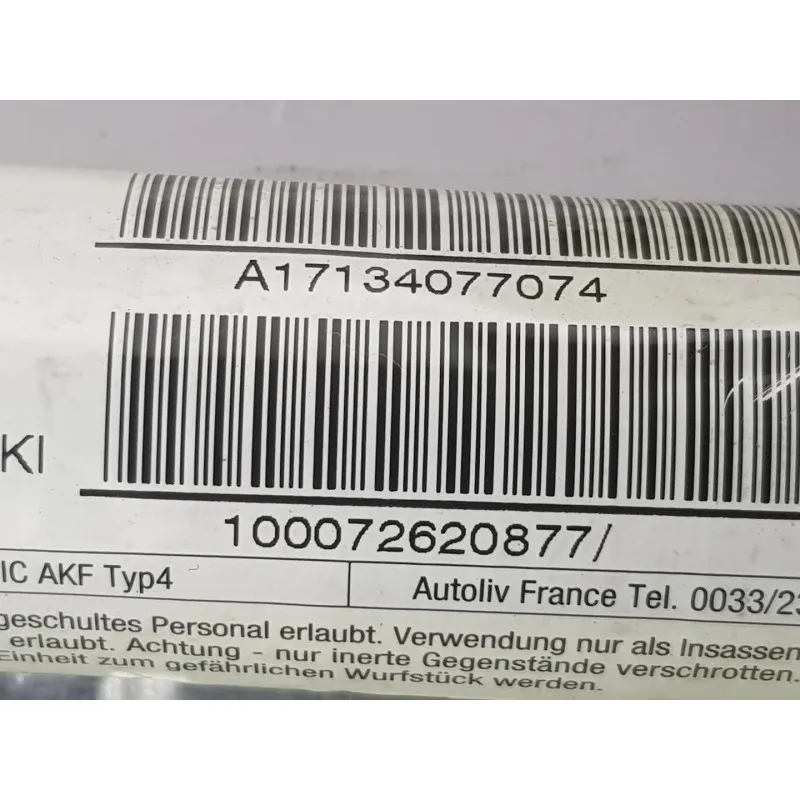 A17134077074
KI
100072620877/
IC AKF Typ4
Autoliv France Tel. 0033/23
geschultes Personal erlaubt. Verwendung nur als Insassen
erlaubt. Achtung - nur inerte Gegenstände verschrotten.
Einheit zum gefährlichen Wurfstück werden.